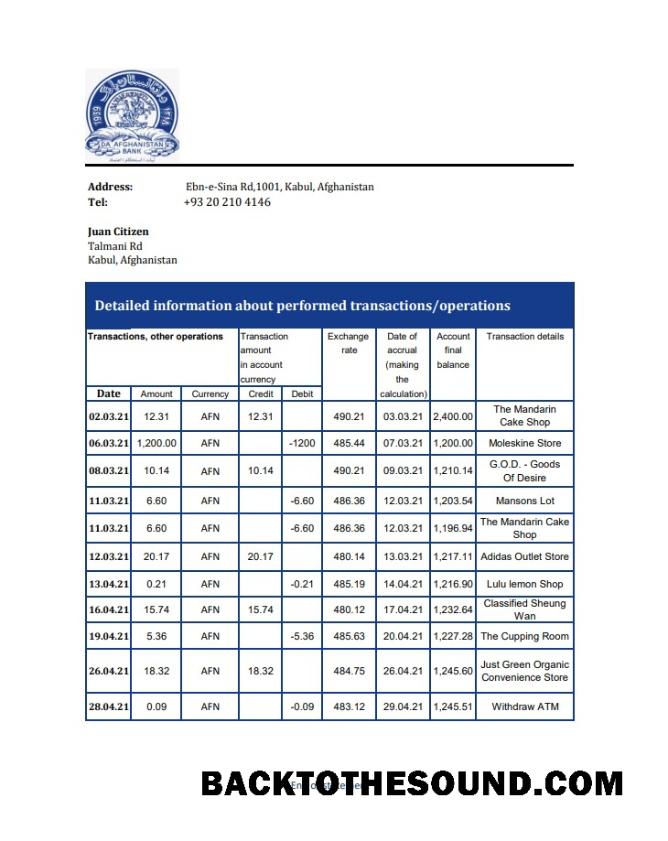 1939
DA AFGHANISTAN
BANK
Address: Ebn-e-Sina Rd,1001, Kabul, Afghanistan
Tel: +93 20 210 4146
Juan Citizen
Talmani Rd
Kabul, Afghanistan
Detailed information about performed transactions/operations
Transactions, other operations
Transaction
amount
in account
currency
Exchange
rate
Date of
accrual
(making
the
calculation)
Account
final
balance
Transaction details
Date Amount Currency Credit Debit
02.03.21 12.31 AFN 12.31 490.21 03.03.21 2,400.00 The Mandarin
Cake Shop
06.03.21 1,200.00 AFN -1200 485.44 07.03.21 1,200.00 Moleskine Store
08.03.21 10.14 AFN 10.14 490.21 09.03.21 1,210.14 G.O.D. - Goods
Of Desire
11.03.21 6.60 AFN -6.60 486.36 12.03.21 1,203.54 Mansons Lot
11.03.21 6.60 AFN -6.60 486.36 12.03.21 1,196.94 The Mandarin Cake
Shop
12.03.21 20.17 AFN 20.17 480.14 13.03.21 1,217.11 Adidas Outlet Store
13.04.21 0.21 AFN -0.21 485.19 14.04.21 1,216.90 Lulu lemon Shop
16.04.21 15.74 AFN 15.74 480.12 17.04.21 1,232.64 Classified Sheung
Wan
19.04.21 5.36 AFN -5.36 485.63 20.04.21 1,227.28 The Cupping Room
26.04.21 18.32 AFN 18.32 484.75 26.04.21 1,245.60 Just Green Organic
Convenience Store
28.04.21 0.09 AFN -0.09 483.12 29.04.21 1,245.51 Withdraw ATM
BACKTOTHESOUND.COM